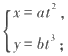 x = at²,
y = bt³;